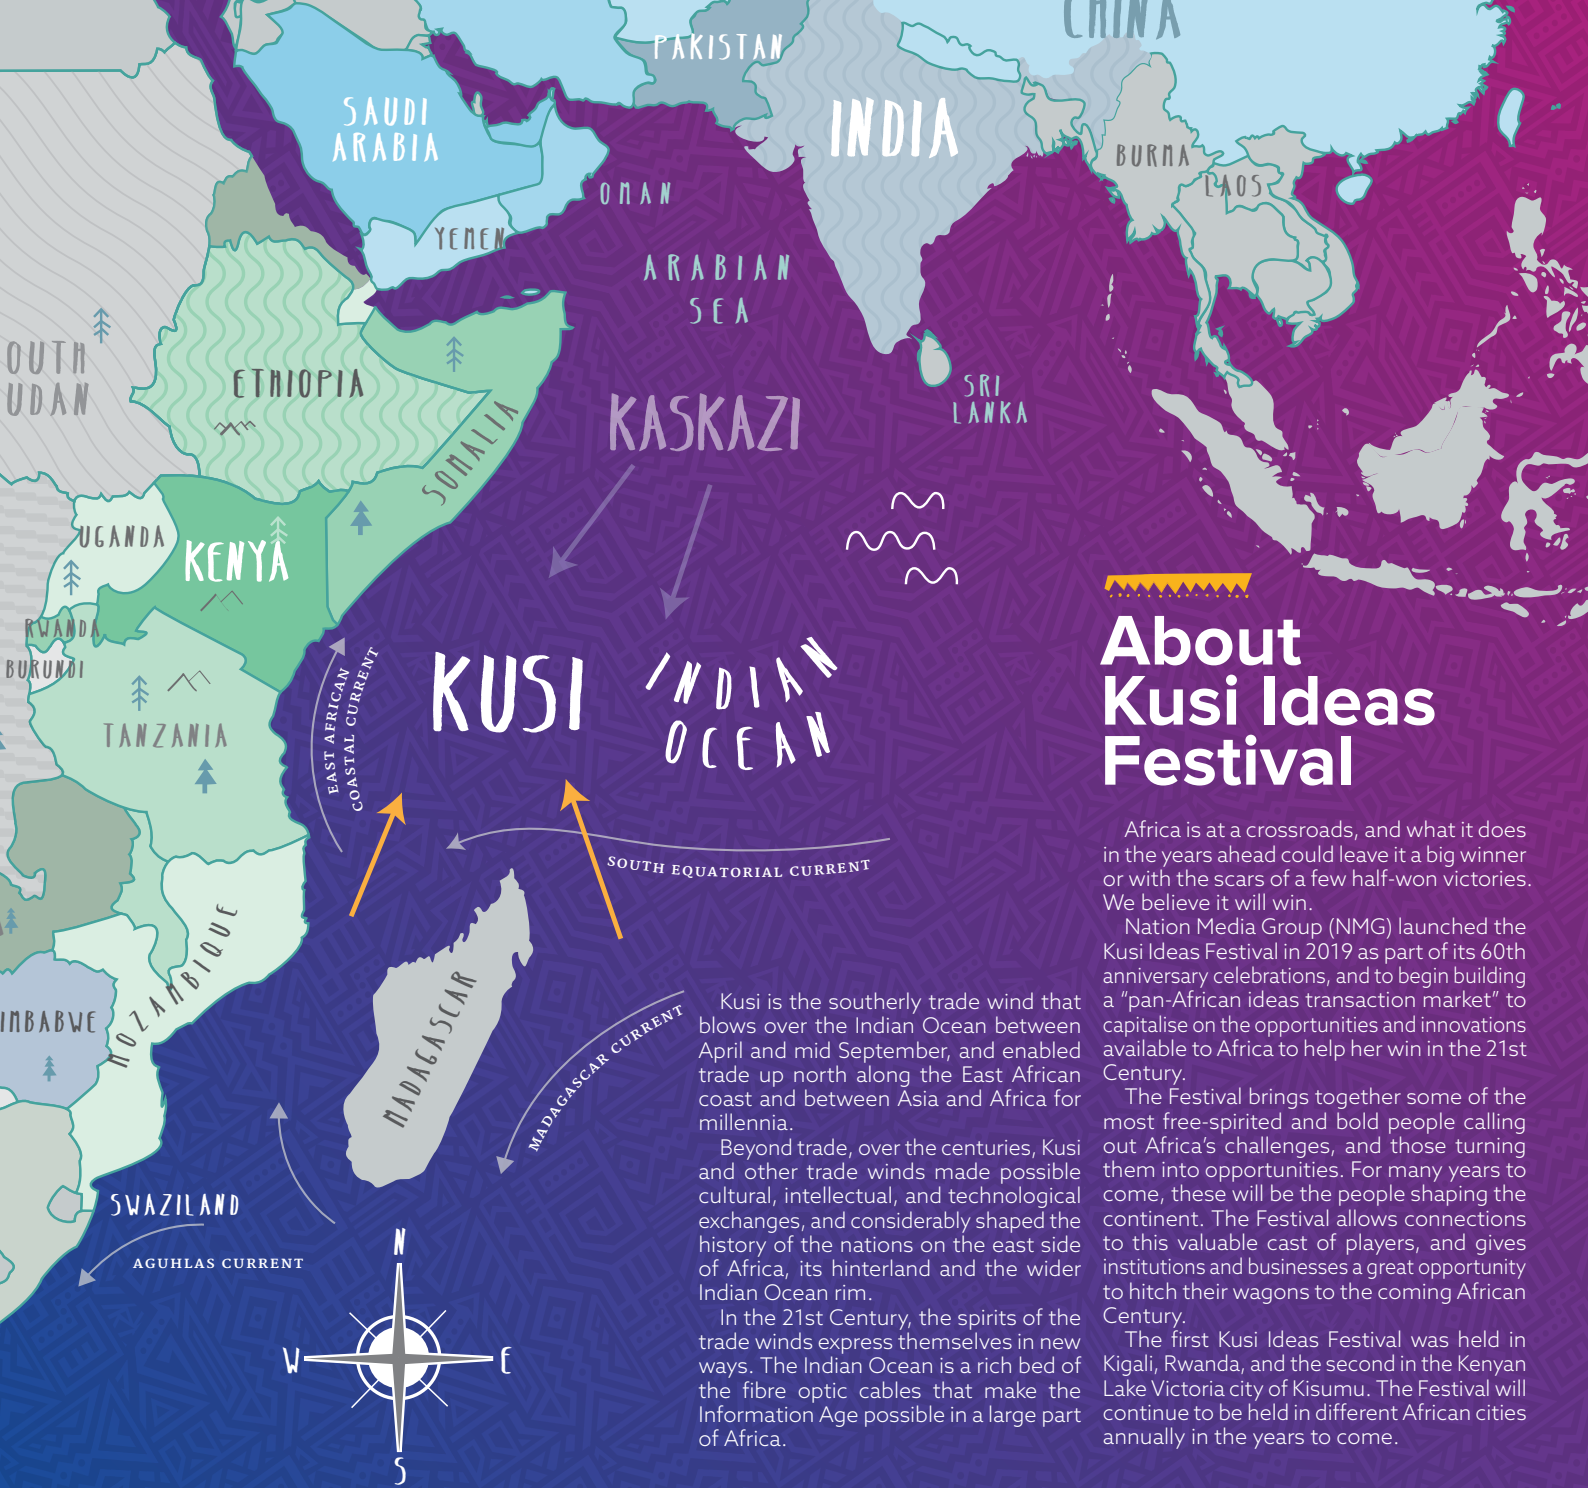 CHINA
PAKISTAN
SAUDI
ARABIA
INDIA
BURMA
LAOS
OMAN
YEMEN
ARABIAN
SEA
OUTH
UDAN
ETHIOPIA
SOMALIA
SRI
LANKA
KASKAZI
UGANDA
KENYA
RWANDA
BURUNDI
TANZANIA
EAST AFRICAN
COASTAL CURRENT
KUSI
INDIAN
OCEAN
SOUTH EQUATORIAL CURRENT
MOZAMBIQUE
IMBABWE
MADAGASCAR
MADAGASCAR CURRENT
SWAZILAND
AGUHLAS CURRENT
N
W
E
S
Kusi is the southerly trade wind that
blows over the Indian Ocean between
April and mid September, and enabled
trade up north along the East African
coast and between Asia and Africa for
millennia.
Beyond trade, over the centuries, Kusi
and other trade winds made possible
cultural, intellectual, and technological
exchanges, and considerably shaped the
history of the nations on the east side
of Africa, its hinterland and the wider
Indian Ocean rim.
In the 21st Century, the spirits of the
trade winds express themselves in new
ways. The Indian Ocean is a rich bed of
the fibre optic cables that make the
Information Age possible in a large part
of Africa.
About
Kusi Ideas
Festival
Africa is at a crossroads, and what it does
in the years ahead could leave it a big winner
or with the scars of a few half-won victories.
We believe it will win.
Nation Media Group (NMG) launched the
Kusi Ideas Festival in 2019 as part of its 60th
anniversary celebrations, and to begin building
a “pan-African ideas transaction market” to
capitalise on the opportunities and innovations
available to Africa to help her win in the 21st
Century.
The Festival brings together some of the
most free-spirited and bold people calling
out Africa’s challenges, and those turning
them into opportunities. For many years to
come, these will be the people shaping the
continent. The Festival allows connections
to this valuable cast of players, and gives
institutions and businesses a great opportunity
to hitch their wagons to the coming African
Century.
The first Kusi Ideas Festival was held in
Kigali, Rwanda, and the second in the Kenyan
Lake Victoria city of Kisumu. The Festival will
continue to be held in different African cities
annually in the years to come.